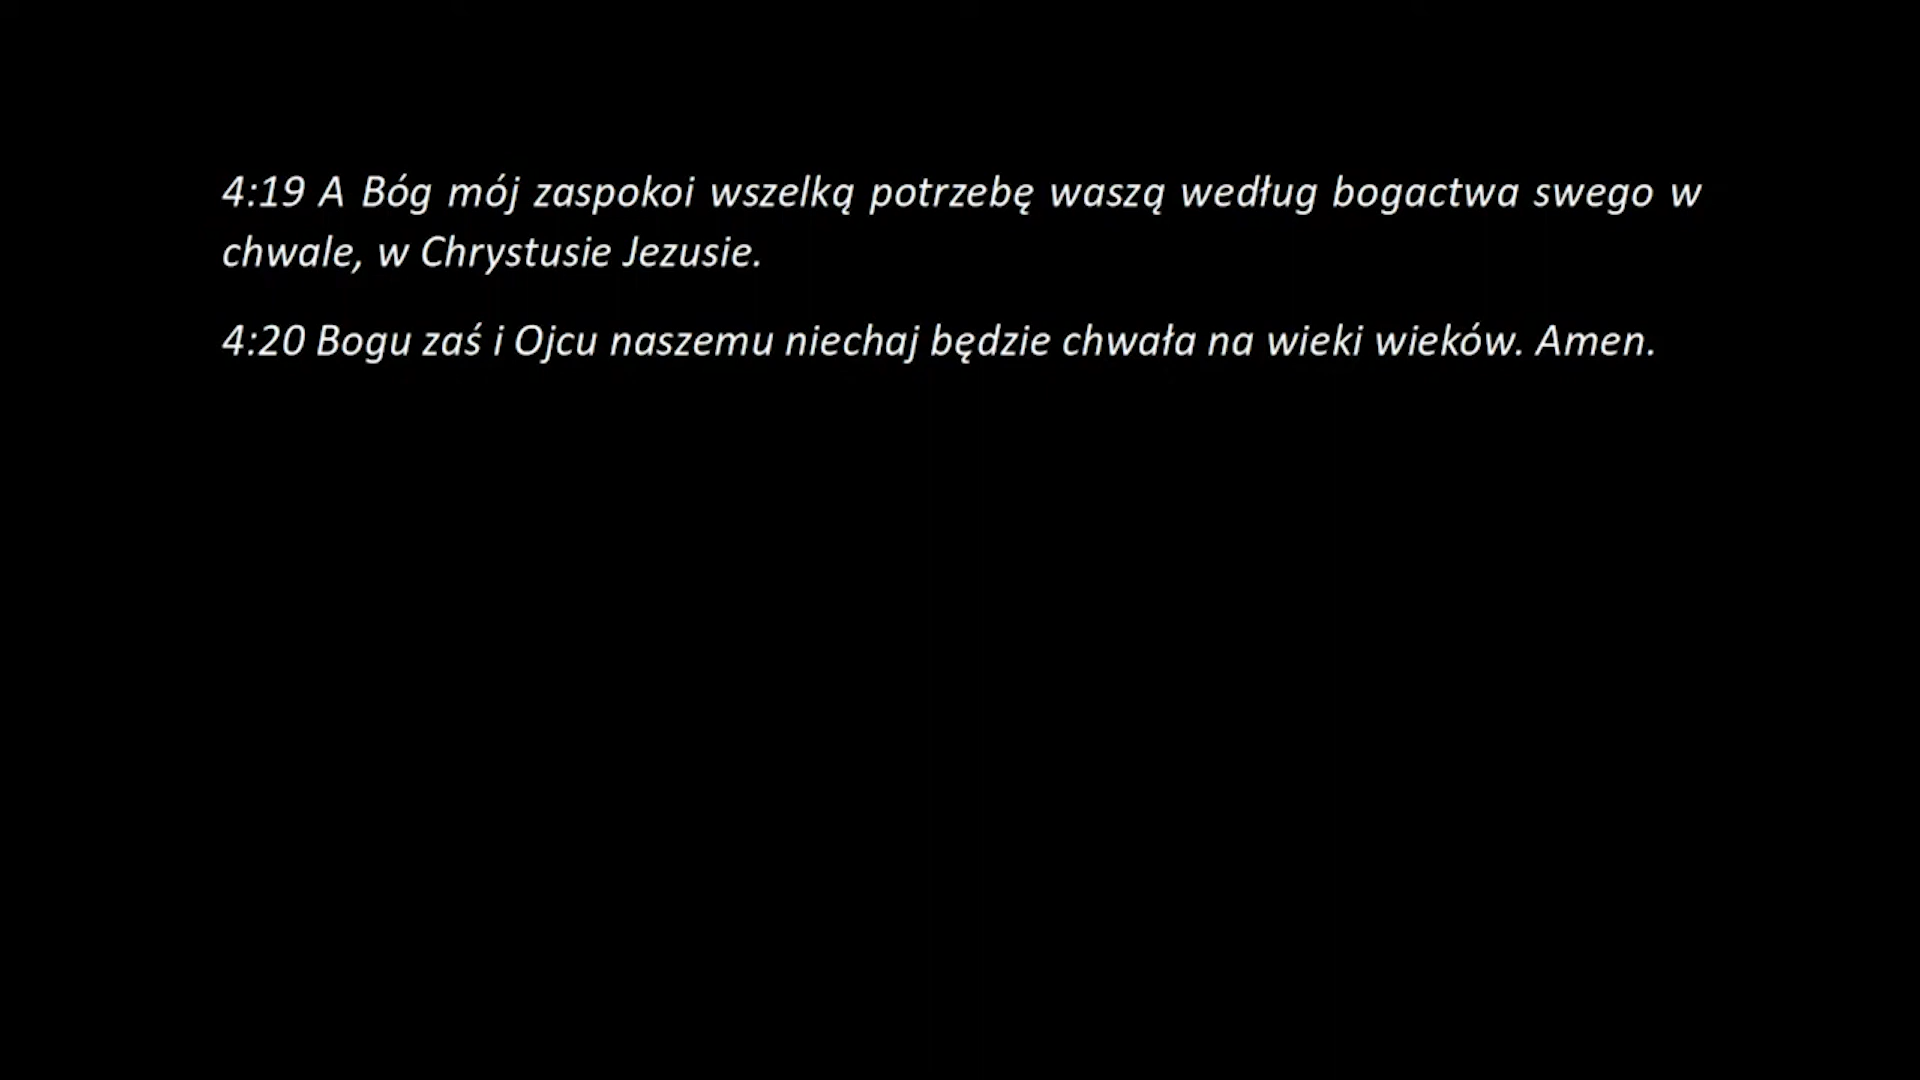 4:19 A Bóg mój zaspokoi wszelką potrzebę waszą według bogactwa swego w
chwale, w Chrystusie Jezusie.
4:20 Bogu zaś i Ojcu naszemu niechaj będzie chwała na wieki wieków. Amen.